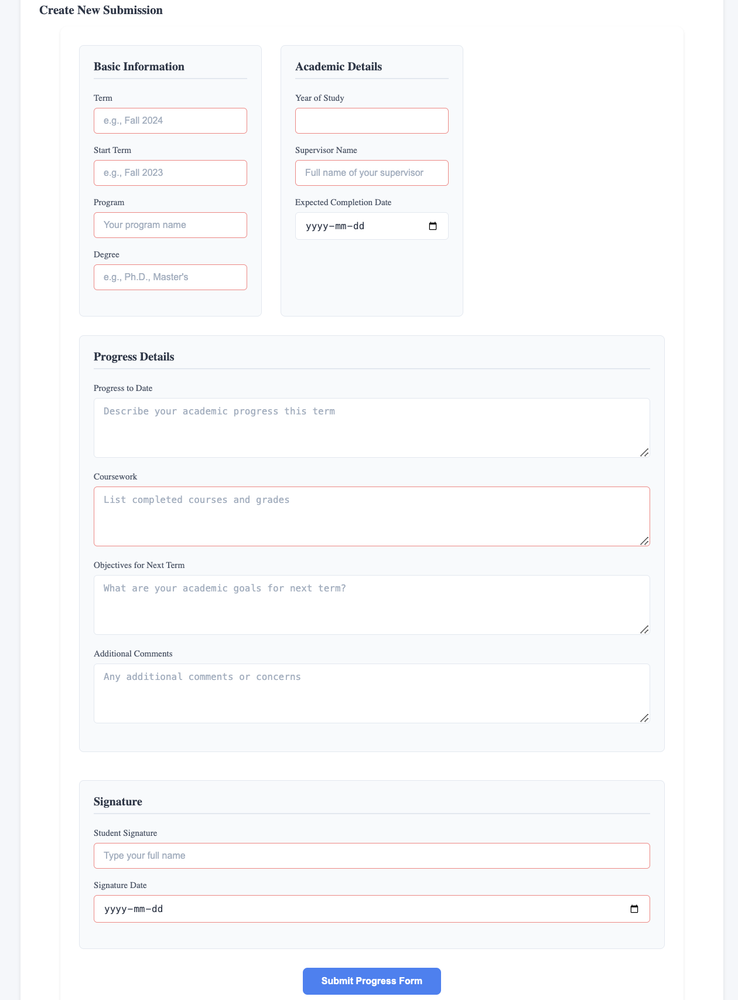 Create New Submission
Basic Information
Term
e.g., Fall 2024
Start Term
e.g., Fall 2023
Program
Your program name
Degree
e.g., Ph.D., Master's
Academic Details
Year of Study
Supervisor Name
Full name of your supervisor
Expected Completion Date
yyyy-mm-dd
Progress Details
Progress to Date
Describe your academic progress this term
Coursework
List completed courses and grades
Objectives for Next Term
What are your academic goals for next term?
Additional Comments
Any additional comments or concerns
Signature
Student Signature
Type your full name
Signature Date
yyyy-mm-dd
Submit Progress Form